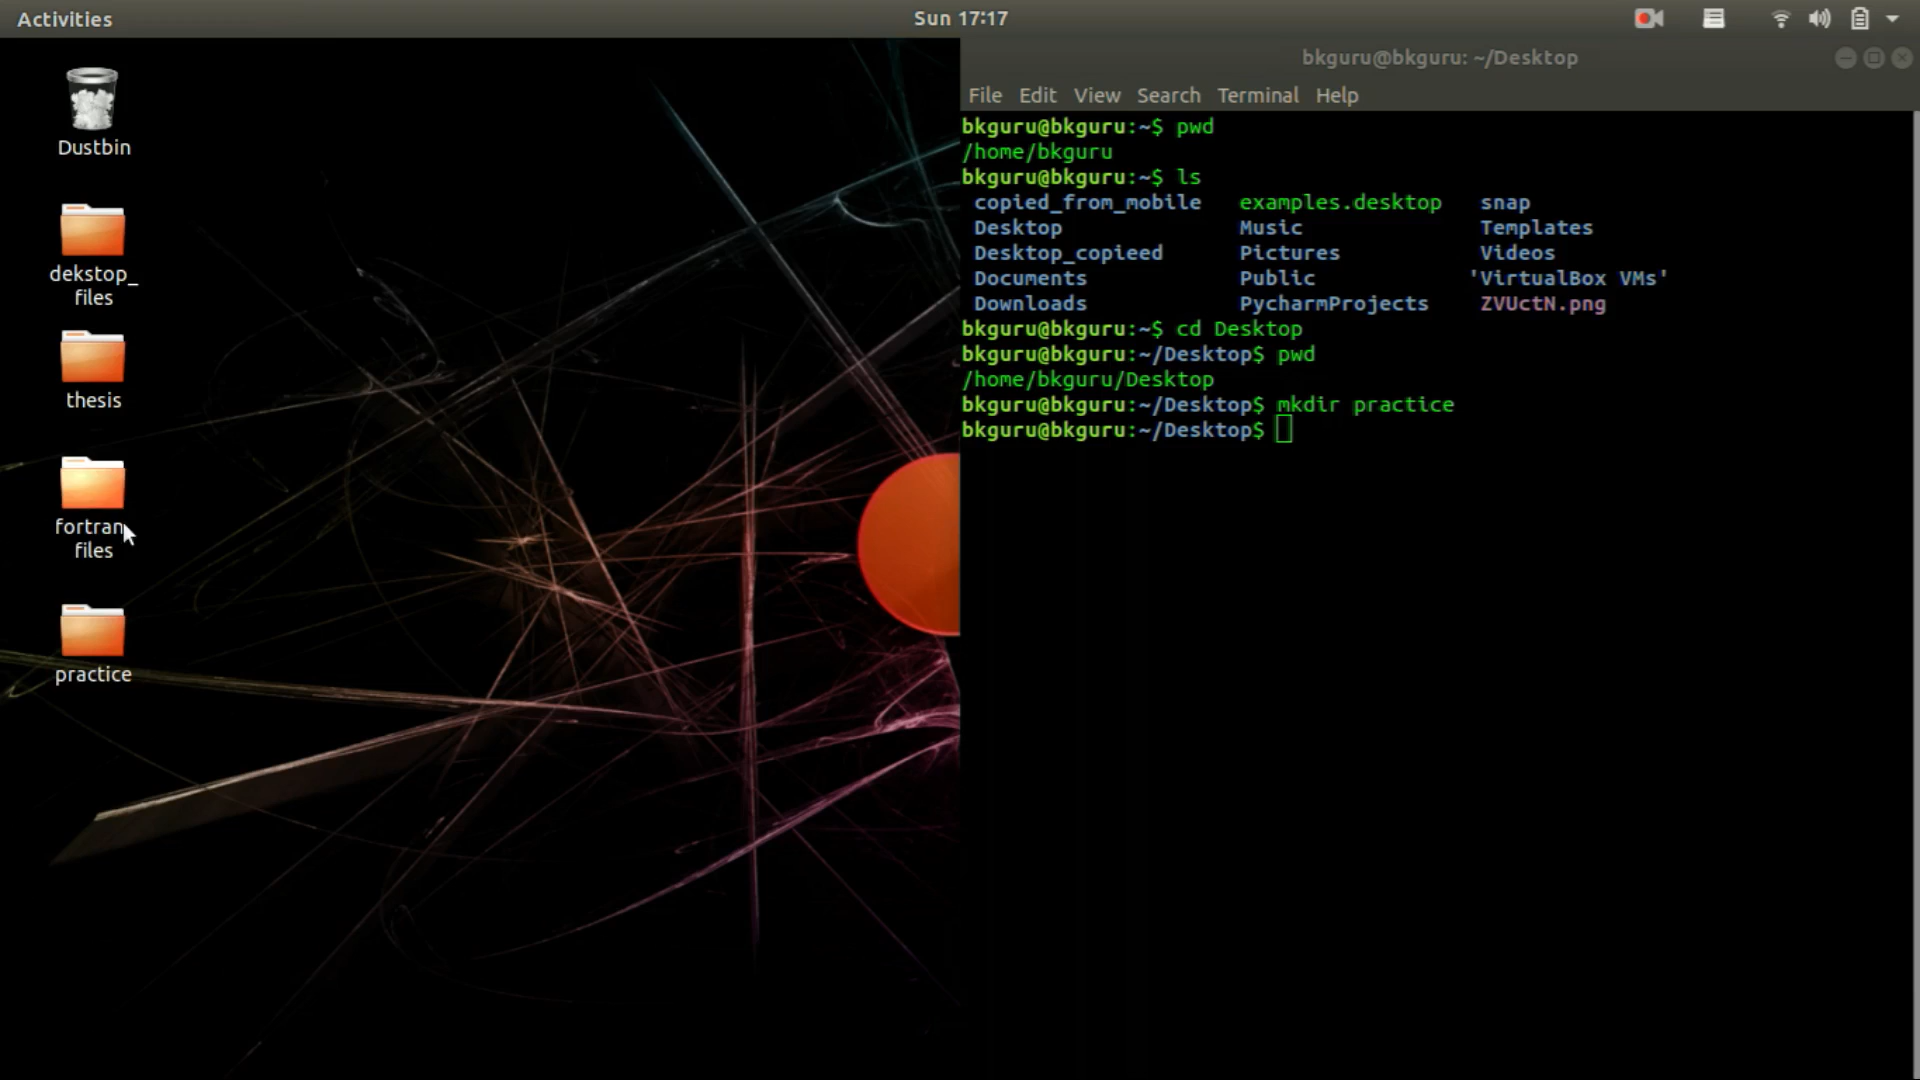 Activities
Sun 17:17
Dustbin
dekstop_
files
thesis
fortran
files
practice
bkguru@bkguru: ~/Desktop
File Edit View Search Terminal Help
bkguru@bkguru:~$ pwd
/home/bkguru
bkguru@bkguru:~$ ls
copied_from_mobile examples.desktop snap
Desktop Music Templates
Desktop_copieed Pictures Videos
Documents Public 'VirtualBox VMs'
Downloads PycharmProjects ZVUctN.png
bkguru@bkguru:~$ cd Desktop
bkguru@bkguru:~/Desktop$ pwd
/home/bkguru/Desktop
bkguru@bkguru:~/Desktop$ mkdir practice
bkguru@bkguru:~/Desktop$